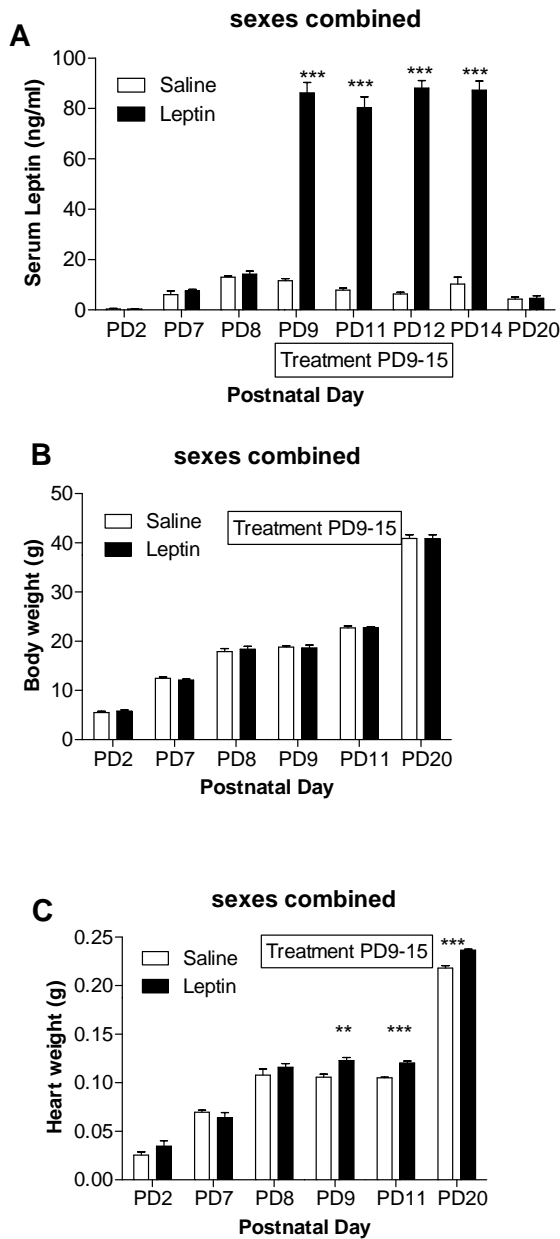 A
sexes combined
Serum Leptin (ng/ml)
100
80
60
40
20
0
Saline
Leptin
***
***
***
***
PD2 PD7 PD8 PD9 PD11 PD12 PD14 PD20
Treatment PD9-15
Postnatal Day
B
sexes combined
Body weight (g)
50
40
30
20
10
0
Saline
Leptin
Treatment PD9-15
PD2 PD7 PD8 PD9 PD11 PD20
Postnatal Day
C
sexes combined
Heart weight (g)
0.25
0.20
0.15
0.10
0.05
0.00
Saline
Leptin
Treatment PD9-15
**
***
***
PD2 PD7 PD8 PD9 PD11 PD20
Postnatal Day